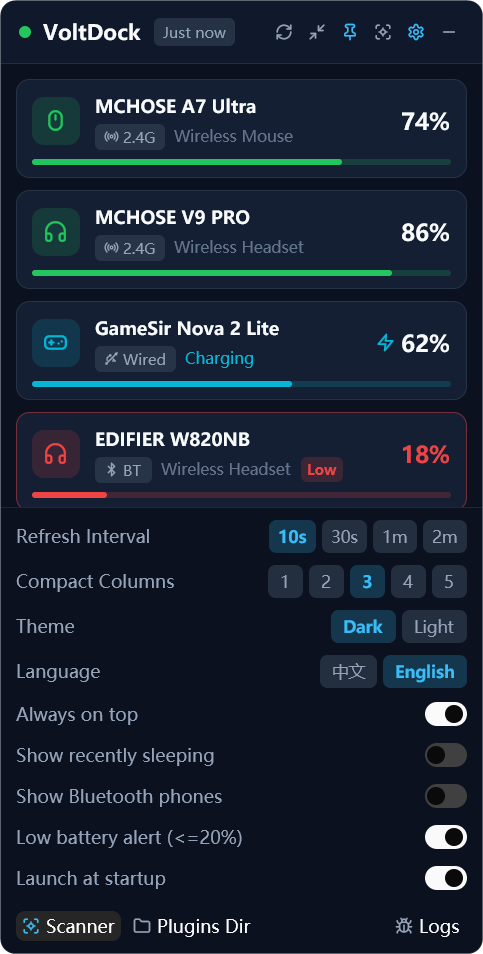 VoltDock Just now
MCHOSE A7 Ultra
2.4G Wireless Mouse
74%
MCHOSE V9 PRO
2.4G Wireless Headset
86%
GameSir Nova 2 Lite
Wired Charging
62%
EDIFIER W820NB
BT Wireless Headset Low
18%
Refresh Interval 10s 30s 1m 2m
Compact Columns 1 2 3 4 5
Theme Dark Light
Language 中文 English
Always on top
Show recently sleeping
Show Bluetooth phones
Low battery alert (<=20%)
Launch at startup
Scanner Plugins Dir Logs